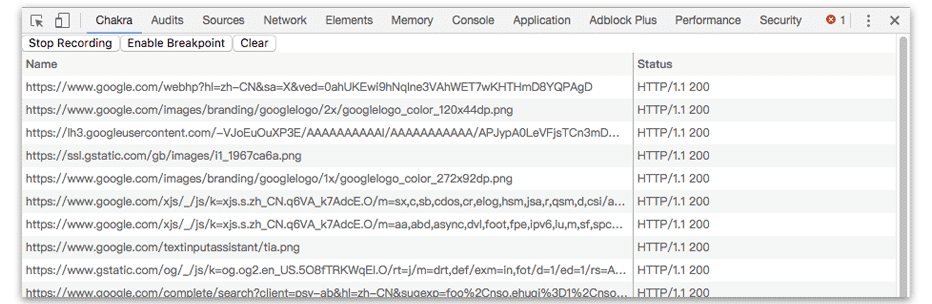 Chakra Audits Sources Network Elements Memory Console Application Adblock Plus Performance Security 1
Stop Recording Enable Breakpoint Clear
Name Status
https://www.google.com/webhp?hl=zh-CN&sa=X&ved=0ahUKEwi9hNqIne3VAhWET7wKHTHmD8YQPAgD HTTP/1.1 200
https://www.google.com/images/branding/googlelogo/2x/googlelogo_color_120x44dp.png HTTP/1.1 200
https://lh3.googleusercontent.com/-VJoEuOuXP3E/AAAAAAAAAAI/AAAAAAAAAAA/APJypA0LeVFjsTCn3mD… HTTP/1.1 200
https://ssl.gstatic.com/gb/images/i1_1967ca6a.png HTTP/1.1 200
https://www.google.com/images/branding/googlelogo/1x/googlelogo_color_272x92dp.png HTTP/1.1 200
https://www.google.com/xjs/_/js/k=xjs.s.zh_CN.q6VA_k7AdcE.O/m=sx,c,sb,cdos,cr,elog,hsm,jsa,r,qsm,d,csi/a… HTTP/1.1 200
https://www.google.com/xjs/_/js/k=xjs.s.zh_CN.q6VA_k7AdcE.O/m=aa,abd,async,dvl,foot,fpe,ipv6,lu,m,sf,spc… HTTP/1.1 200
https://www.google.com/textinputassistant/tia.png HTTP/1.1 200
https://www.gstatic.com/og/_/js/k=og.og2.en_US.5O8fTRKWqEI.O/rt=j/m=drt,def/exm=in,fot/d=1/ed=1/rs=A… HTTP/1.1 200
https://www.google.com/complete/search?client=psy-ab&hl=zh-CN&sugexp=foo%2Cnso,ehuqi%3D1%2Cnso… HTTP/1.1 200